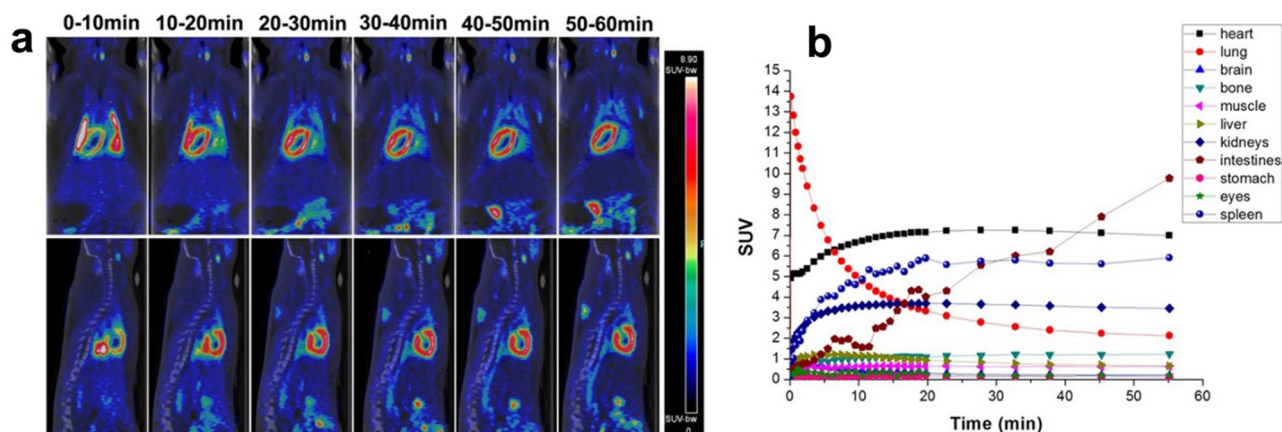 a
0-10min 10-20min 20-30min 30-40min 40-50min 50-60min
8.90
SUV-bw
SUV-bw
0
b
heart
lung
brain
bone
muscle
liver
kidneys
intestines
stomach
eyes
spleen
15
14
13
12
11
10
9
8
7
6
5
4
3
2
1
0
SUV
0 10 20 30 40 50 60
Time (min)